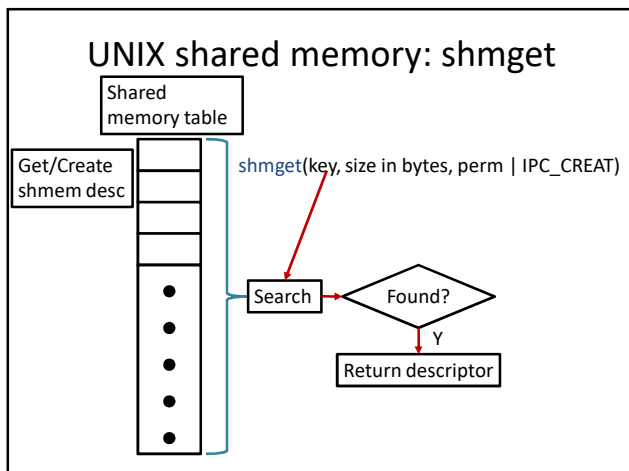 UNIX shared memory: shmget
Shared
memory table
Get/Create
shmem desc
shmget(key, size in bytes, perm | IPC_CREAT)
Search
Found?
Y
Return descriptor